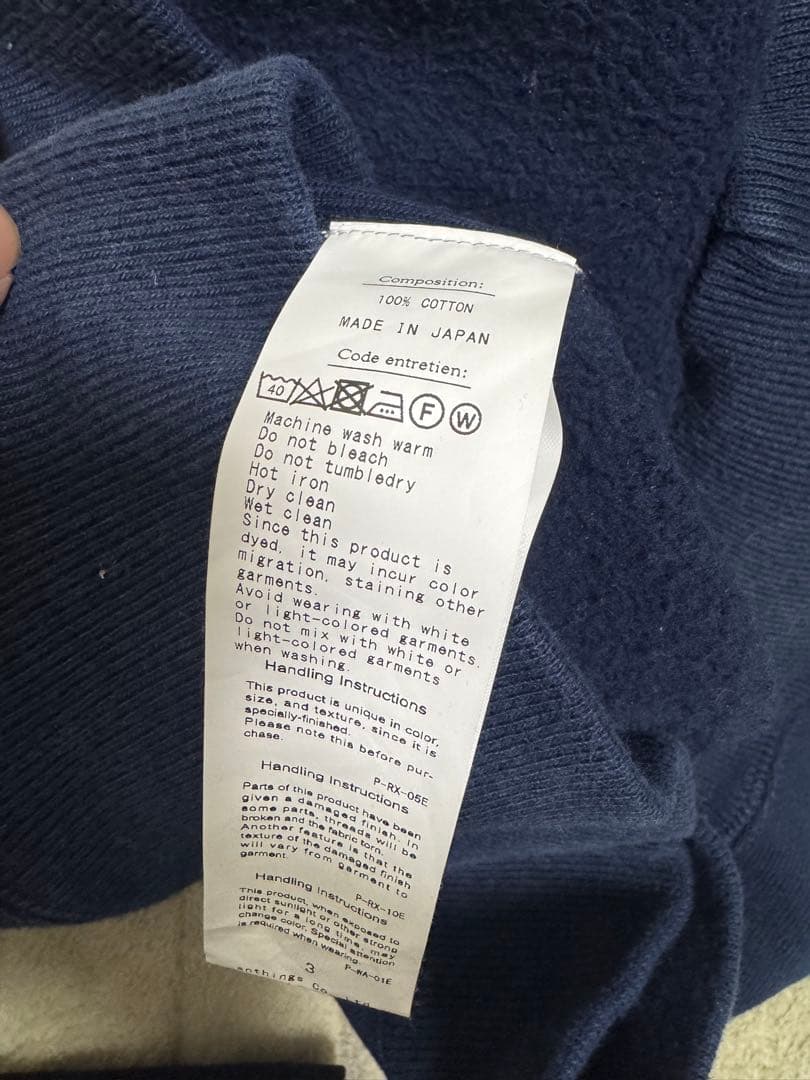 Composition:
100% COTTON
MADE IN JAPAN
Code entretien:
40 F W
Machine wash warm
Do not bleach
Do not tumbledry
Hot iron
Dry clean
Wet clean
Since this product is
dyed, it may incur color
migration, staining other
garments.
Avoid wearing with white
or light-colored garments.
Do not mix with white or
light-colored garments
when washing.
Handling Instructions
This product is unique in color,
size, and texture, since it is
specially-finished.
Please note this before pur-
chase.
P-RX-05E
Handling Instructions
Parts of this product have been
given a damaged finish. In
some parts, threads will be
broken and the fabric torn.
Another feature is that the
texture of the damaged finish
will vary from garment to
garment.
P-RX-10E
Handling Instructions
This product, when exposed to
direct sunlight or other strong
light for a long time, may
change color. Special attention
is required when wearing.
P-WA-01E
3